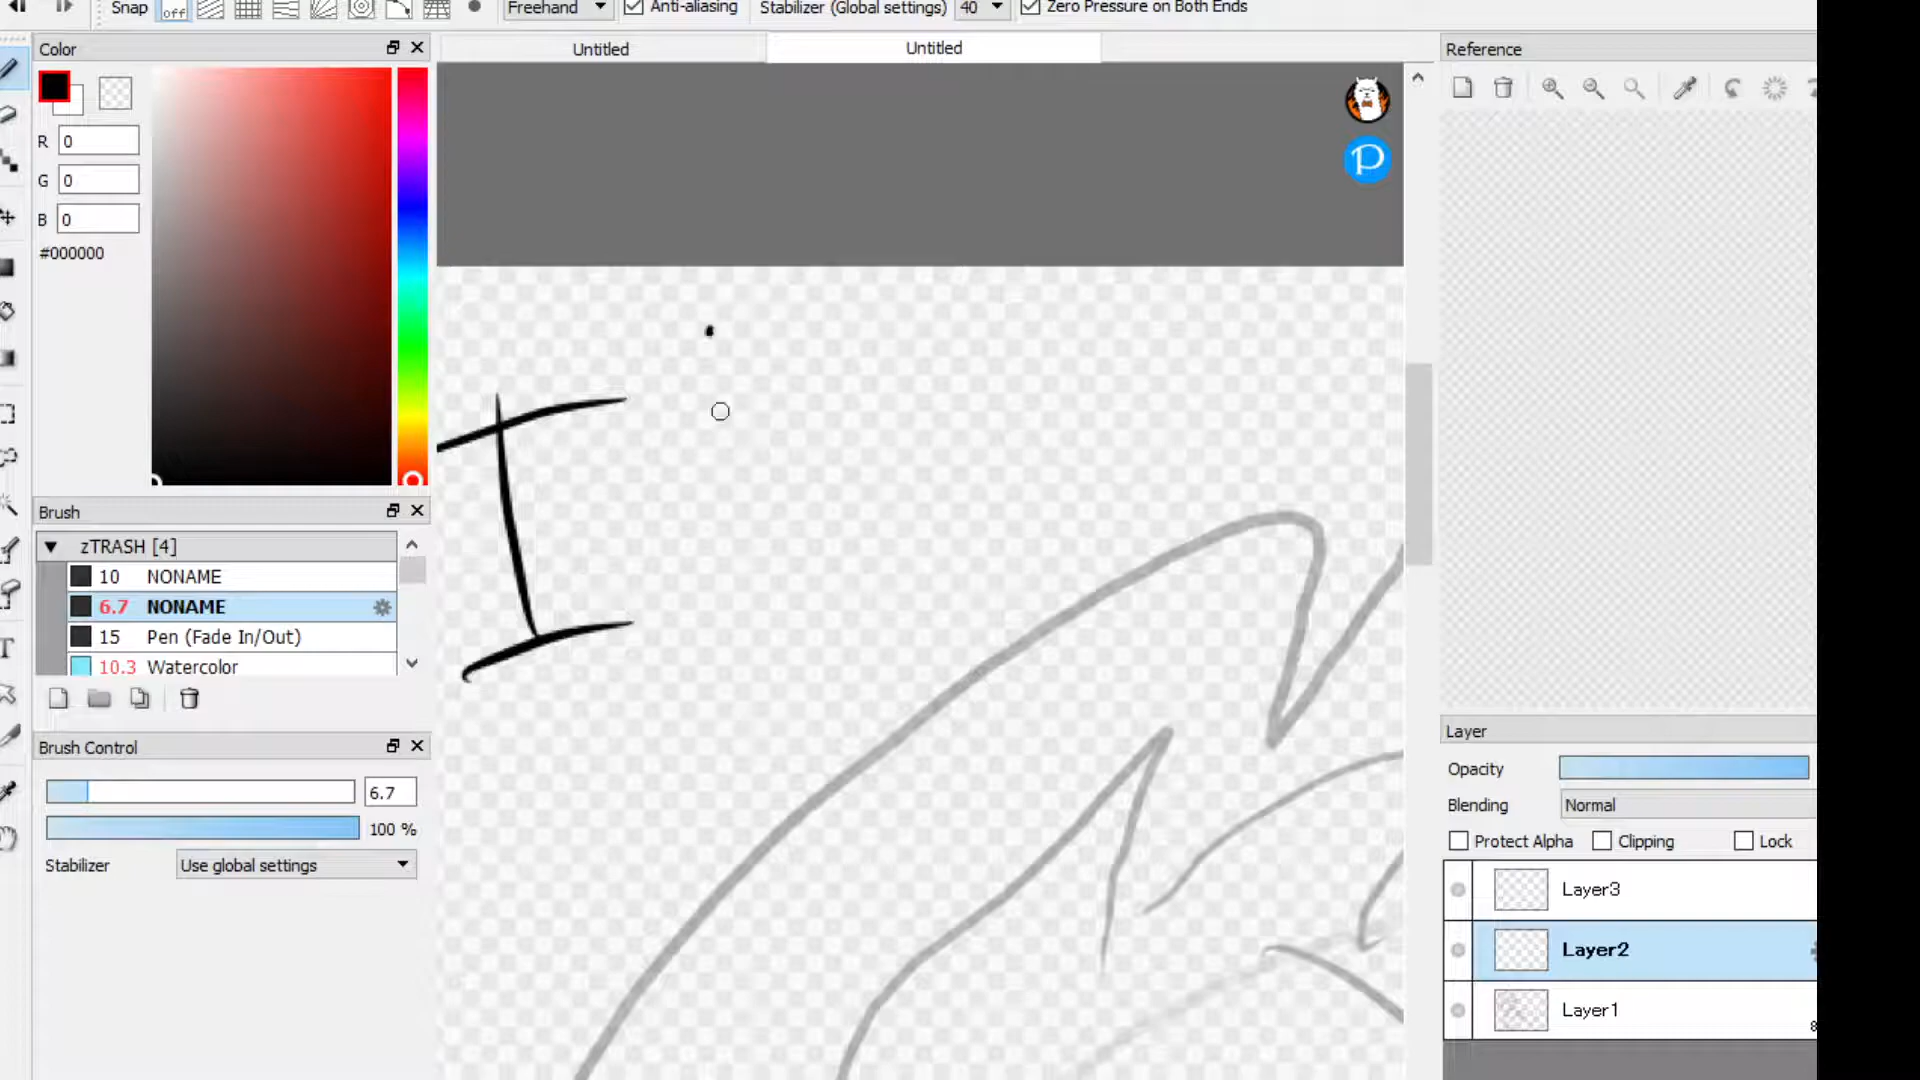 Snap off Freehand Anti-aliasing Stabilizer (Global settings) 40 Zero Pressure on Both Ends
Color
R 0
G 0
B 0
#000000
Brush
zTRASH [4]
10 NONAME
6.7 NONAME
15 Pen (Fade In/Out)
10.3 Watercolor
Brush Control
6.7
100 %
Stabilizer Use global settings
Untitled Untitled
P
I
Reference
Layer
Opacity
Blending Normal
Protect Alpha Clipping Lock
Layer3
Layer2
Layer1
8